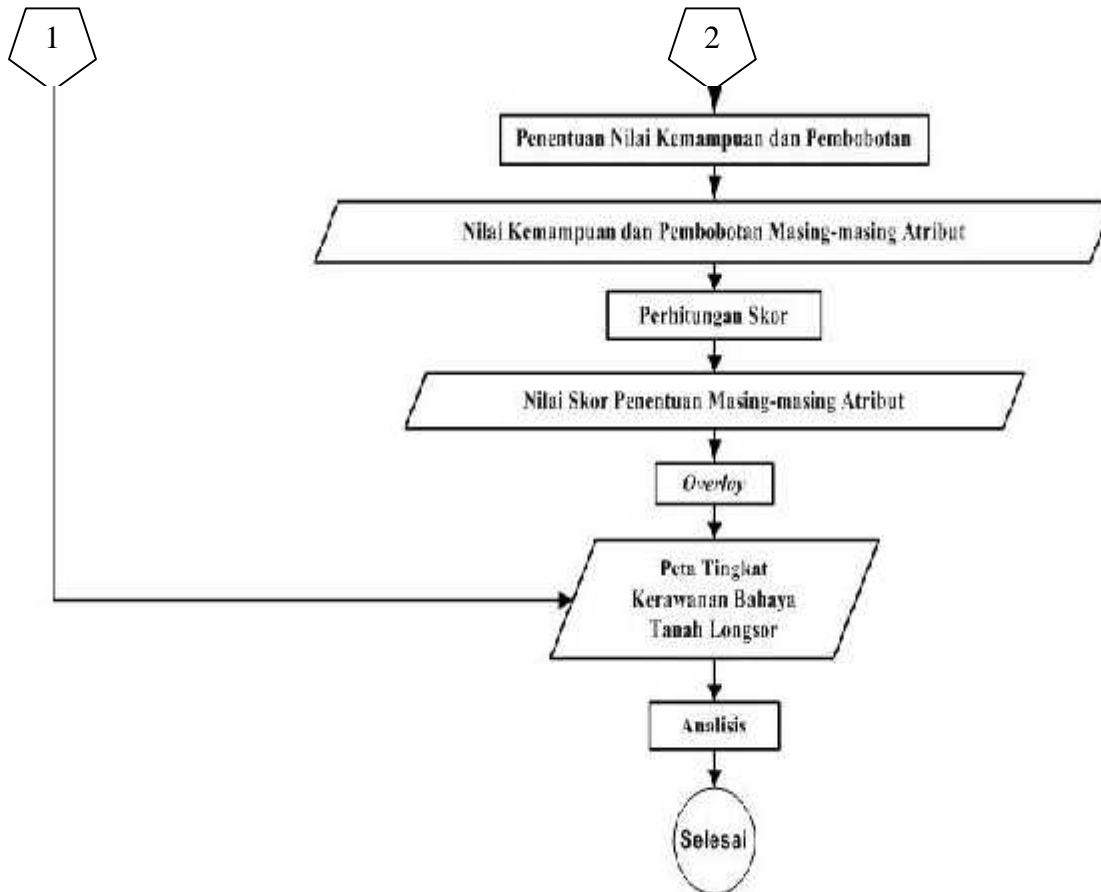 1
2
Penentuan Nilai Kemampuan dan Pembobotan
Nilai Kemampuan dan Pembobotan Masing-masing Atribut
Perhitungan Skor
Nilai Skor Penentuan Masing-masing Atribut
Overlay
Peta Tingkat
Kerawanan Bahaya
Tanah Longsor
Analisis
Selesai